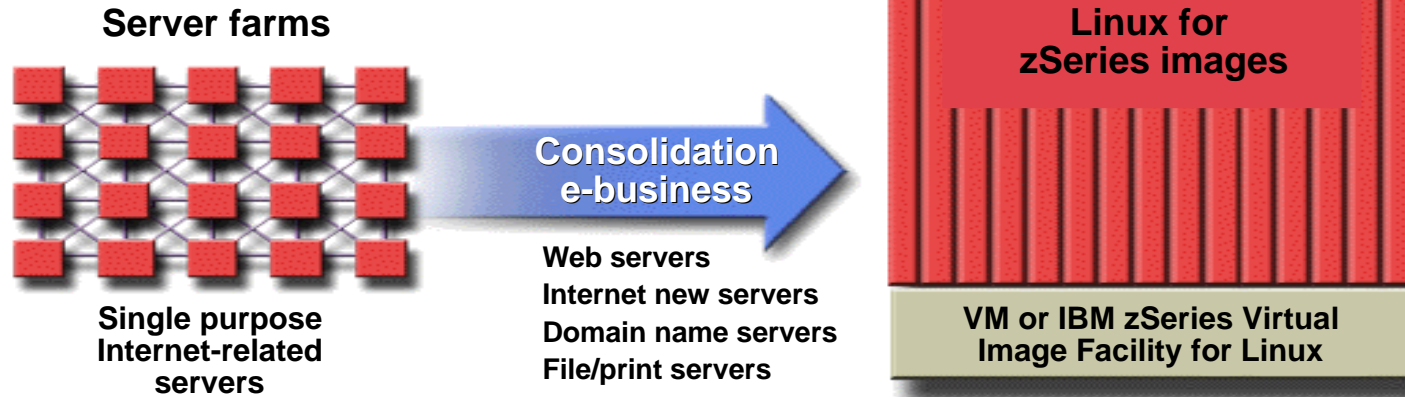 Server farms
Single purpose
Internet-related
servers
Consolidation
e-business
Web servers
Internet new servers
Domain name servers
File/print servers
Linux for
zSeries images
VM or IBM zSeries Virtual
Image Facility for Linux